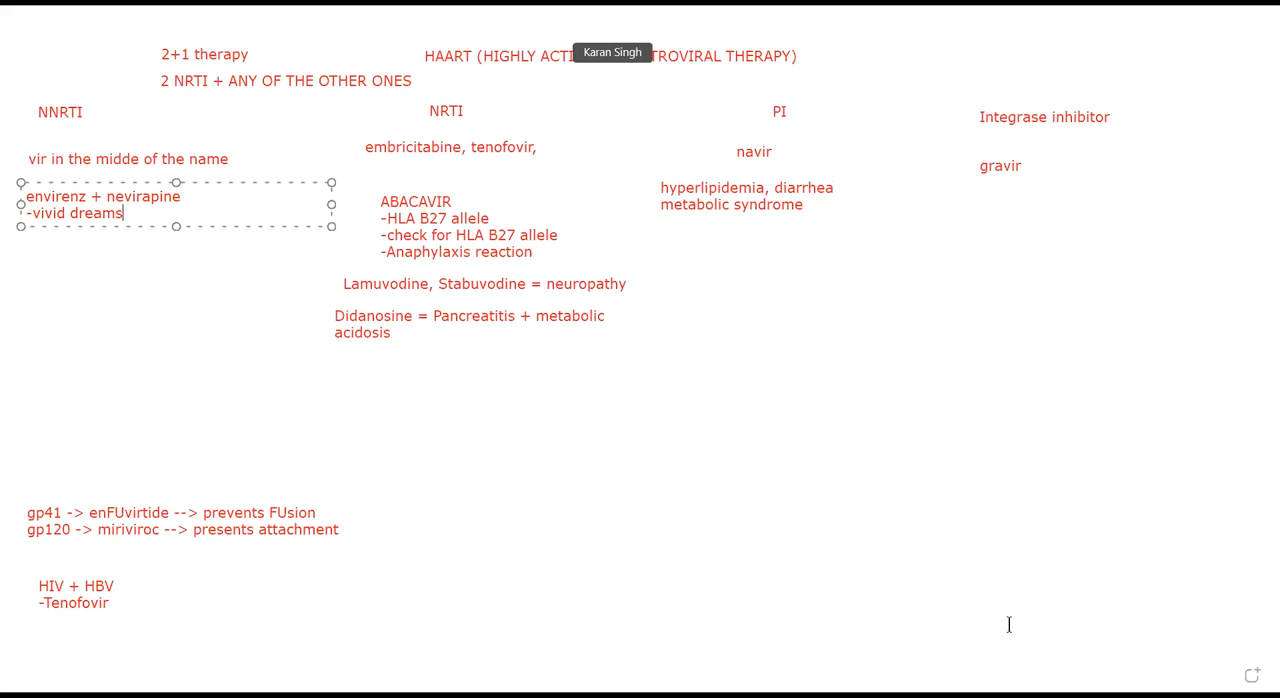 2+1 therapy
HAART (HIGHLY ACTI
Karan Singh
TROVIRAL THERAPY)
2 NRTI + ANY OF THE OTHER ONES
NNRTI
vir in the midde of the name
envirenz + nevirapine
-vivid dreams
NRTI
embricitabine, tenofovir,
ABACAVIR
-HLA B27 allele
-check for HLA B27 allele
-Anaphylaxis reaction
Lamuvodine, Stabuvodine = neuropathy
Didanosine = Pancreatitis + metabolic
acidosis
PI
navir
hyperlipidemia, diarrhea
metabolic syndrome
Integrase inhibitor
gravir
gp41 -> enFUvirtide --> prevents FUsion
gp120 -> miriviroc --> presents attachment
HIV + HBV
-Tenofovir